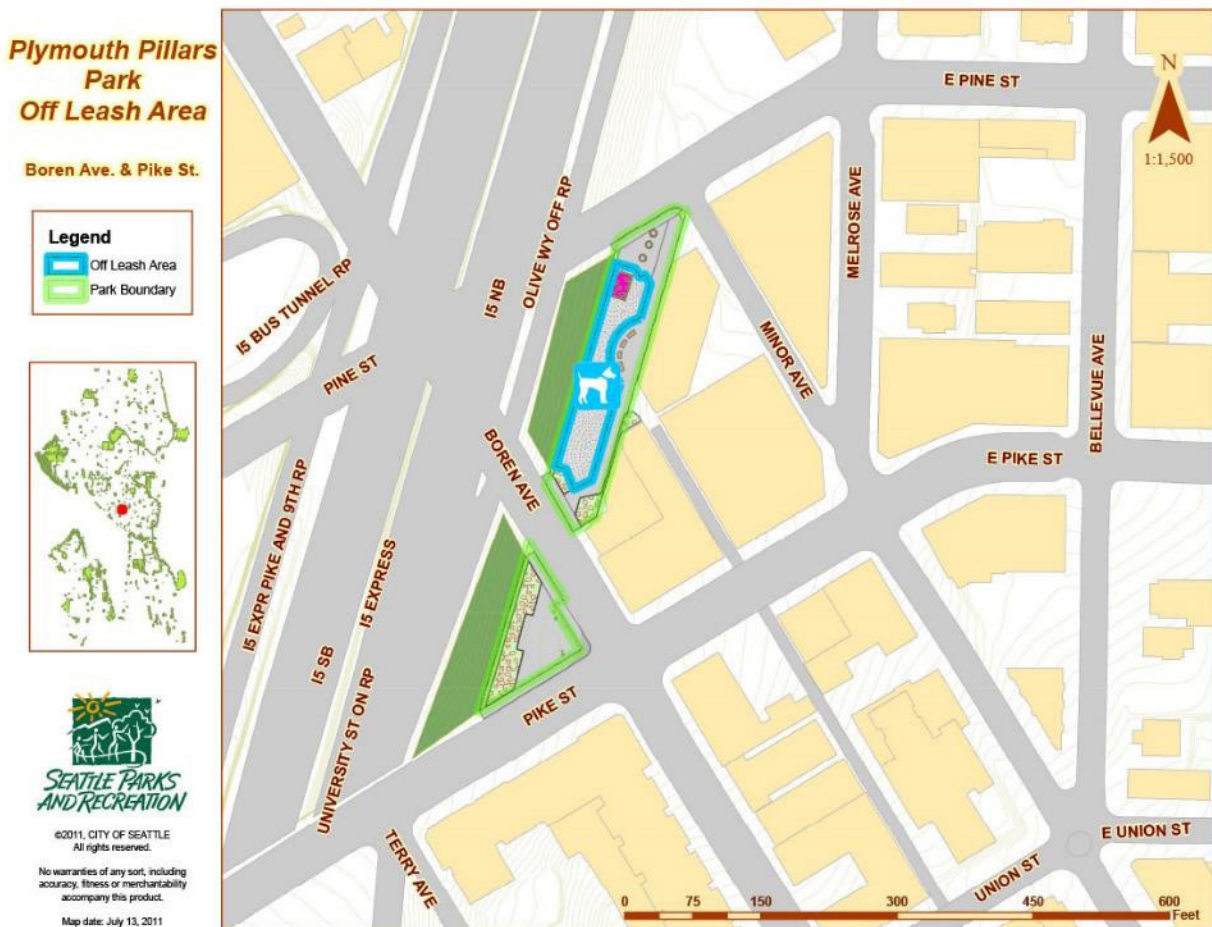 Plymouth Pillars
Park
Off Leash Area
Boren Ave. & Pike St.
Legend
Off Leash Area
Park Boundary
SEATTLE PARKS
AND RECREATION
©2011, CITY OF SEATTLE
All rights reserved.
No warranties of any sort, including
accuracy, fitness or merchantability
accompany this product.
Map date: July 13, 2011
E PINE ST
N
1:1,500
MELROSE AVE
OLIVE WY OFF RP
I5 NB
I5 BUS TUNNEL RP
PINE ST
MINOR AVE
BELLEVUE AVE
BOREN AVE
E PIKE ST
I5 EXPR PIKE AND 9TH RP
I5 EXPRESS
I5 SB
UNIVERSITY ST ON RP
PIKE ST
TERRY AVE
E UNION ST
UNION ST
0 75 150 300 450 600
Feet